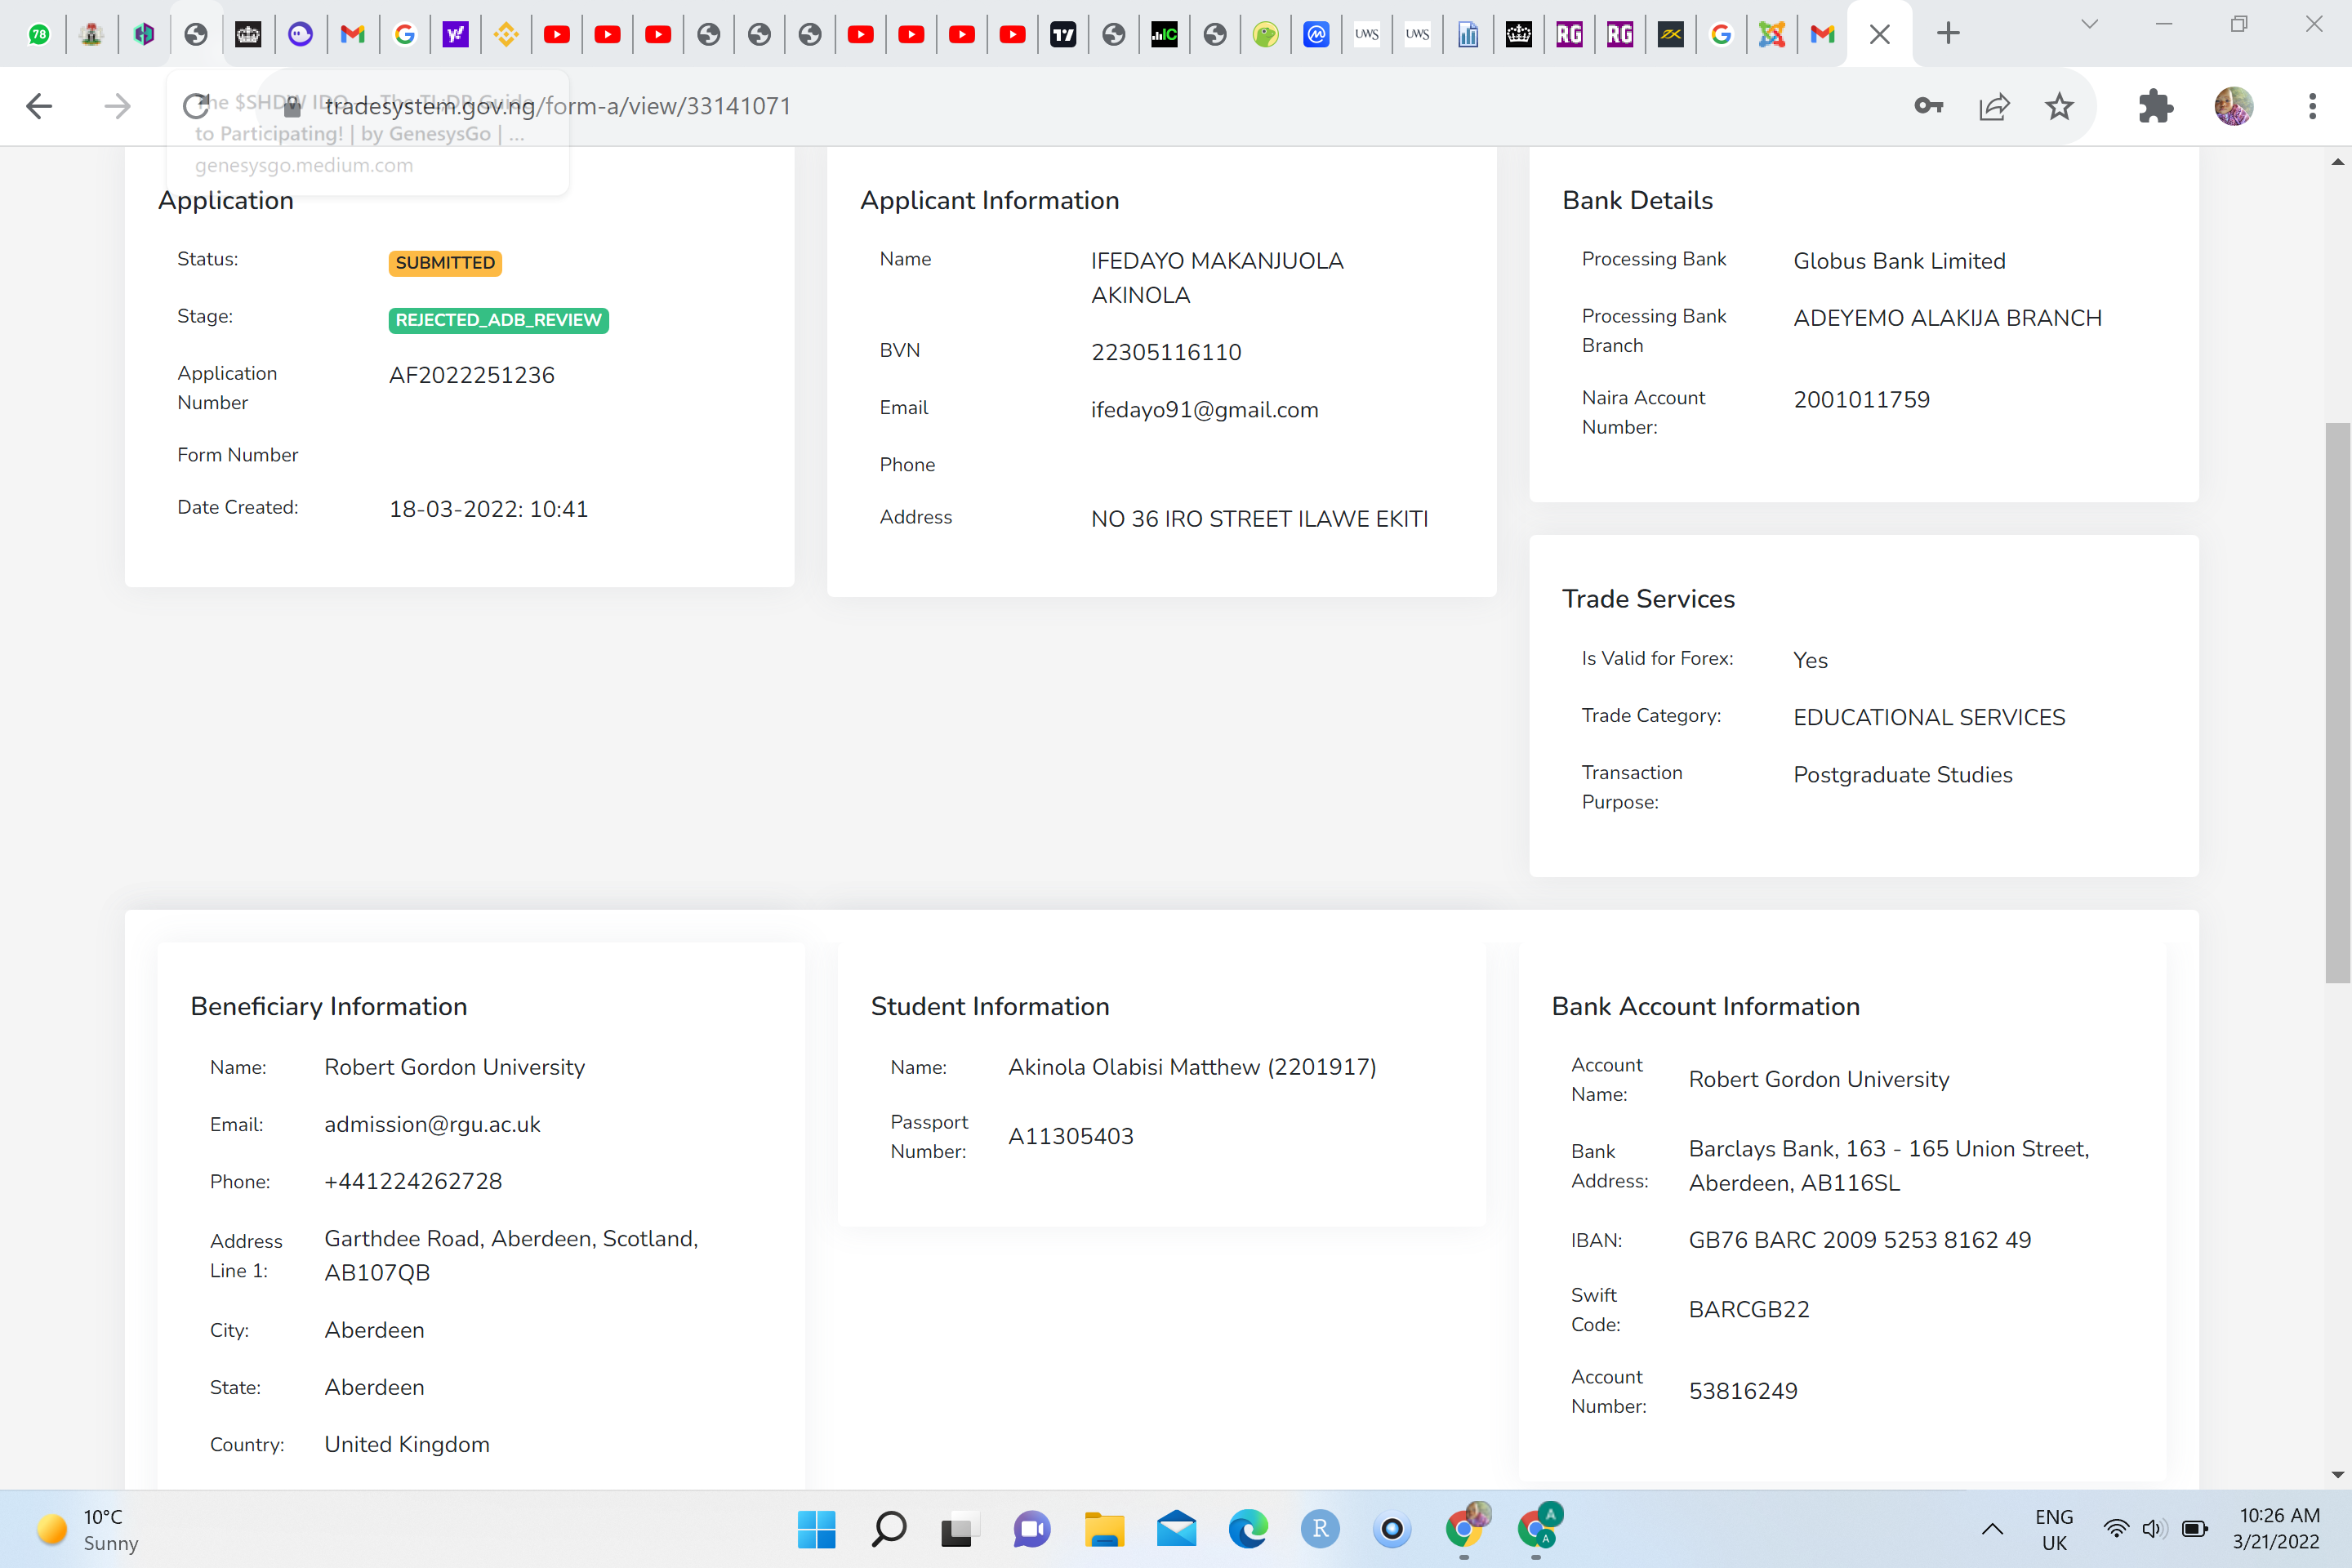 78
tradesystem.gov.ng/form-a/view/33141071
The $SHDW IDO — The TL;DR Guide
to Participating! | by GenesysGo | ...
genesysgo.medium.com
Application
Status: SUBMITTED
Stage: REJECTED_ADB_REVIEW
Application
Number AF2022251236
Form Number
Date Created: 18-03-2022: 10:41
Applicant Information
Name IFEDAYO MAKANJUOLA
AKINOLA
BVN 22305116110
Email ifedayo91@gmail.com
Phone
Address NO 36 IRO STREET ILAWE EKITI
Bank Details
Processing Bank Globus Bank Limited
Processing Bank
Branch ADEYEMO ALAKIJA BRANCH
Naira Account
Number: 2001011759
Trade Services
Is Valid for Forex: Yes
Trade Category: EDUCATIONAL SERVICES
Transaction
Purpose: Postgraduate Studies
Beneficiary Information
Name: Robert Gordon University
Email: admission@rgu.ac.uk
Phone: +441224262728
Address
Line 1: Garthdee Road, Aberdeen, Scotland,
AB107QB
City: Aberdeen
State: Aberdeen
Country: United Kingdom
Student Information
Name: Akinola Olabisi Matthew (2201917)
Passport
Number: A11305403
Bank Account Information
Account
Name: Robert Gordon University
Bank
Address: Barclays Bank, 163 - 165 Union Street,
Aberdeen, AB116SL
IBAN: GB76 BARC 2009 5253 8162 49
Swift
Code: BARCGB22
Account
Number: 53816249
10°C
Sunny
ENG
UK
10:26 AM
3/21/2022